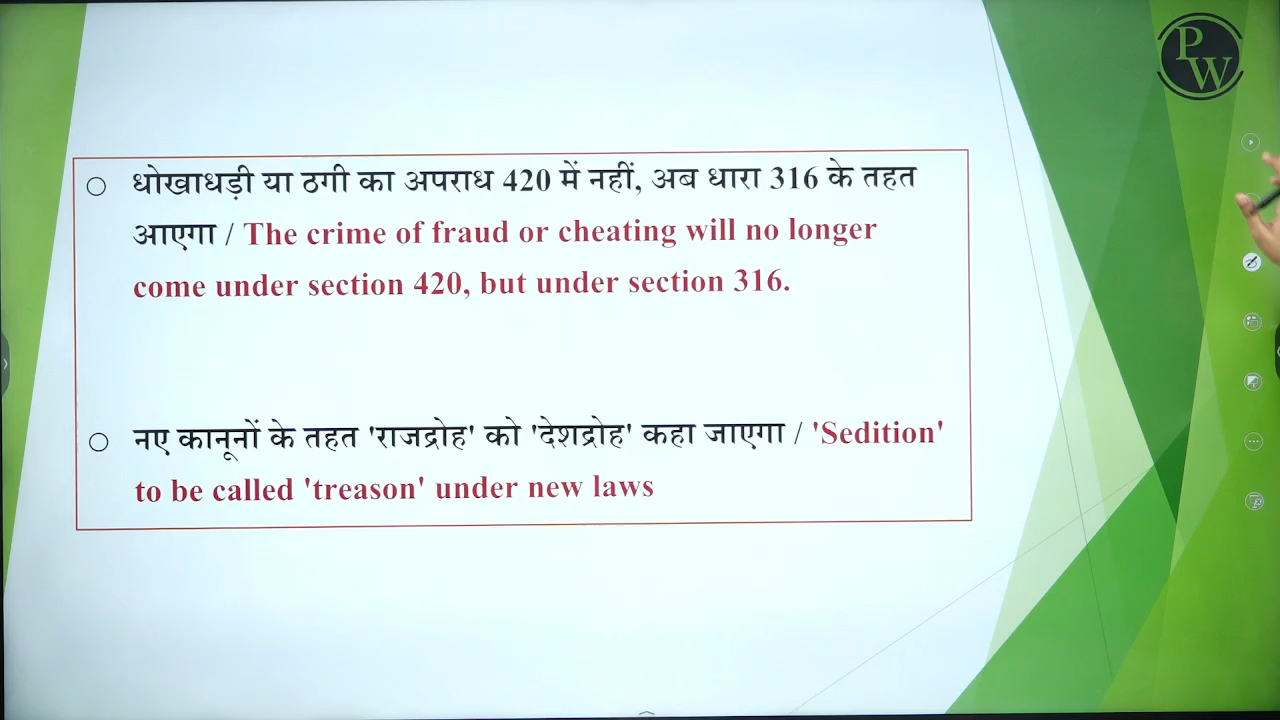 PW
धोखाधड़ी या ठगी का अपराध 420 में नहीं, अब धारा 316 के तहत
आएगा / The crime of fraud or cheating will no longer
come under section 420, but under section 316.
नए कानूनों के तहत 'राजद्रोह' को 'देशद्रोह' कहा जाएगा / 'Sedition'
to be called 'treason' under new laws